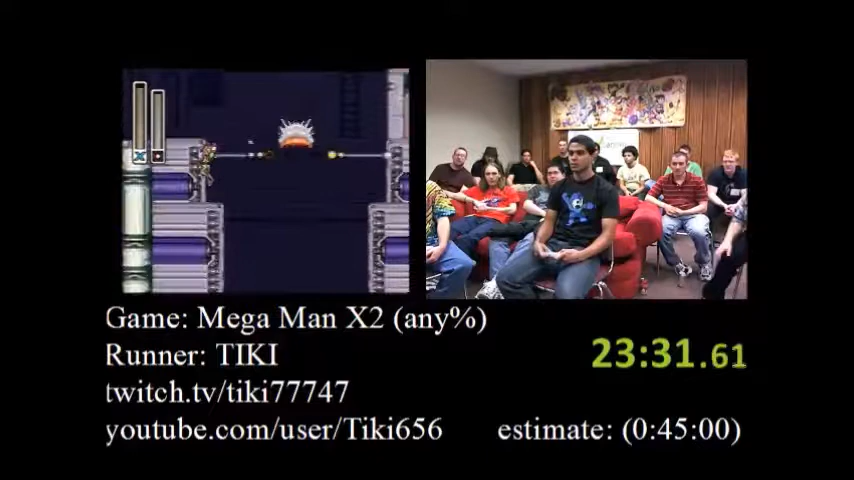 Game: Mega Man X2 (any%)
Runner: TIKI
23:31.61
twitch.tv/tiki77747
youtube.com/user/Tiki656
estimate: (0:45:00)